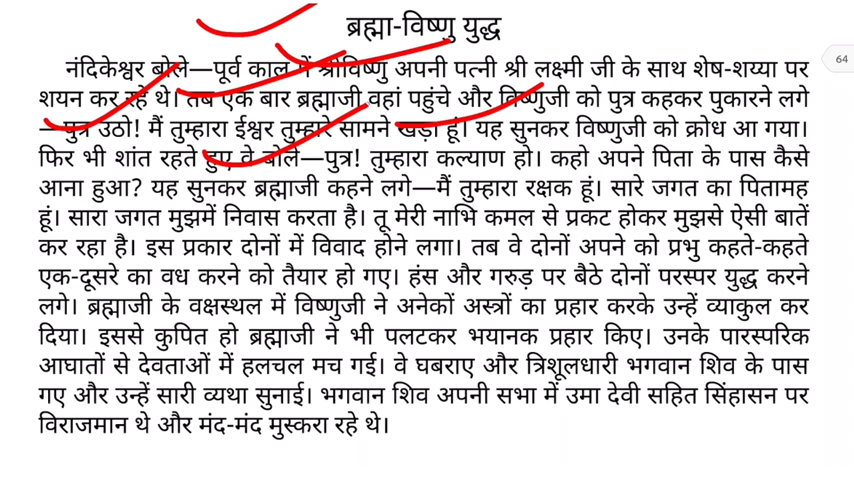 ब्रह्मा-विष्णु युद्ध
64
नंदिकेश्वर बोले—पूर्व काल में श्रीविष्णु अपनी पत्नी श्री लक्ष्मी जी के साथ शेष-शय्या पर
शयन कर रहे थे। तब एक बार ब्रह्माजी वहां पहुंचे और विष्णुजी को पुत्र कहकर पुकारने लगे
—पुत्र उठो! मैं तुम्हारा ईश्वर तुम्हारे सामने खड़ा हूं। यह सुनकर विष्णुजी को क्रोध आ गया।
फिर भी शांत रहते हुए वे बोले—पुत्र! तुम्हारा कल्याण हो। कहो अपने पिता के पास कैसे
आना हुआ? यह सुनकर ब्रह्माजी कहने लगे—मैं तुम्हारा रक्षक हूं। सारे जगत का पितामह
हूं। सारा जगत मुझमें निवास करता है। तू मेरी नाभि कमल से प्रकट होकर मुझसे ऐसी बातें
कर रहा है। इस प्रकार दोनों में विवाद होने लगा। तब वे दोनों अपने को प्रभु कहते-कहते
एक-दूसरे का वध करने को तैयार हो गए। हंस और गरुड़ पर बैठे दोनों परस्पर युद्ध करने
लगे। ब्रह्माजी के वक्षस्थल में विष्णुजी ने अनेकों अस्त्रों का प्रहार करके उन्हें व्याकुल कर
दिया। इससे कुपित हो ब्रह्माजी ने भी पलटकर भयानक प्रहार किए। उनके पारस्परिक
आघातों से देवताओं में हलचल मच गई। वे घबराए और त्रिशूलधारी भगवान शिव के पास
गए और उन्हें सारी व्यथा सुनाई। भगवान शिव अपनी सभा में उमा देवी सहित सिंहासन पर
विराजमान थे और मंद-मंद मुस्करा रहे थे।